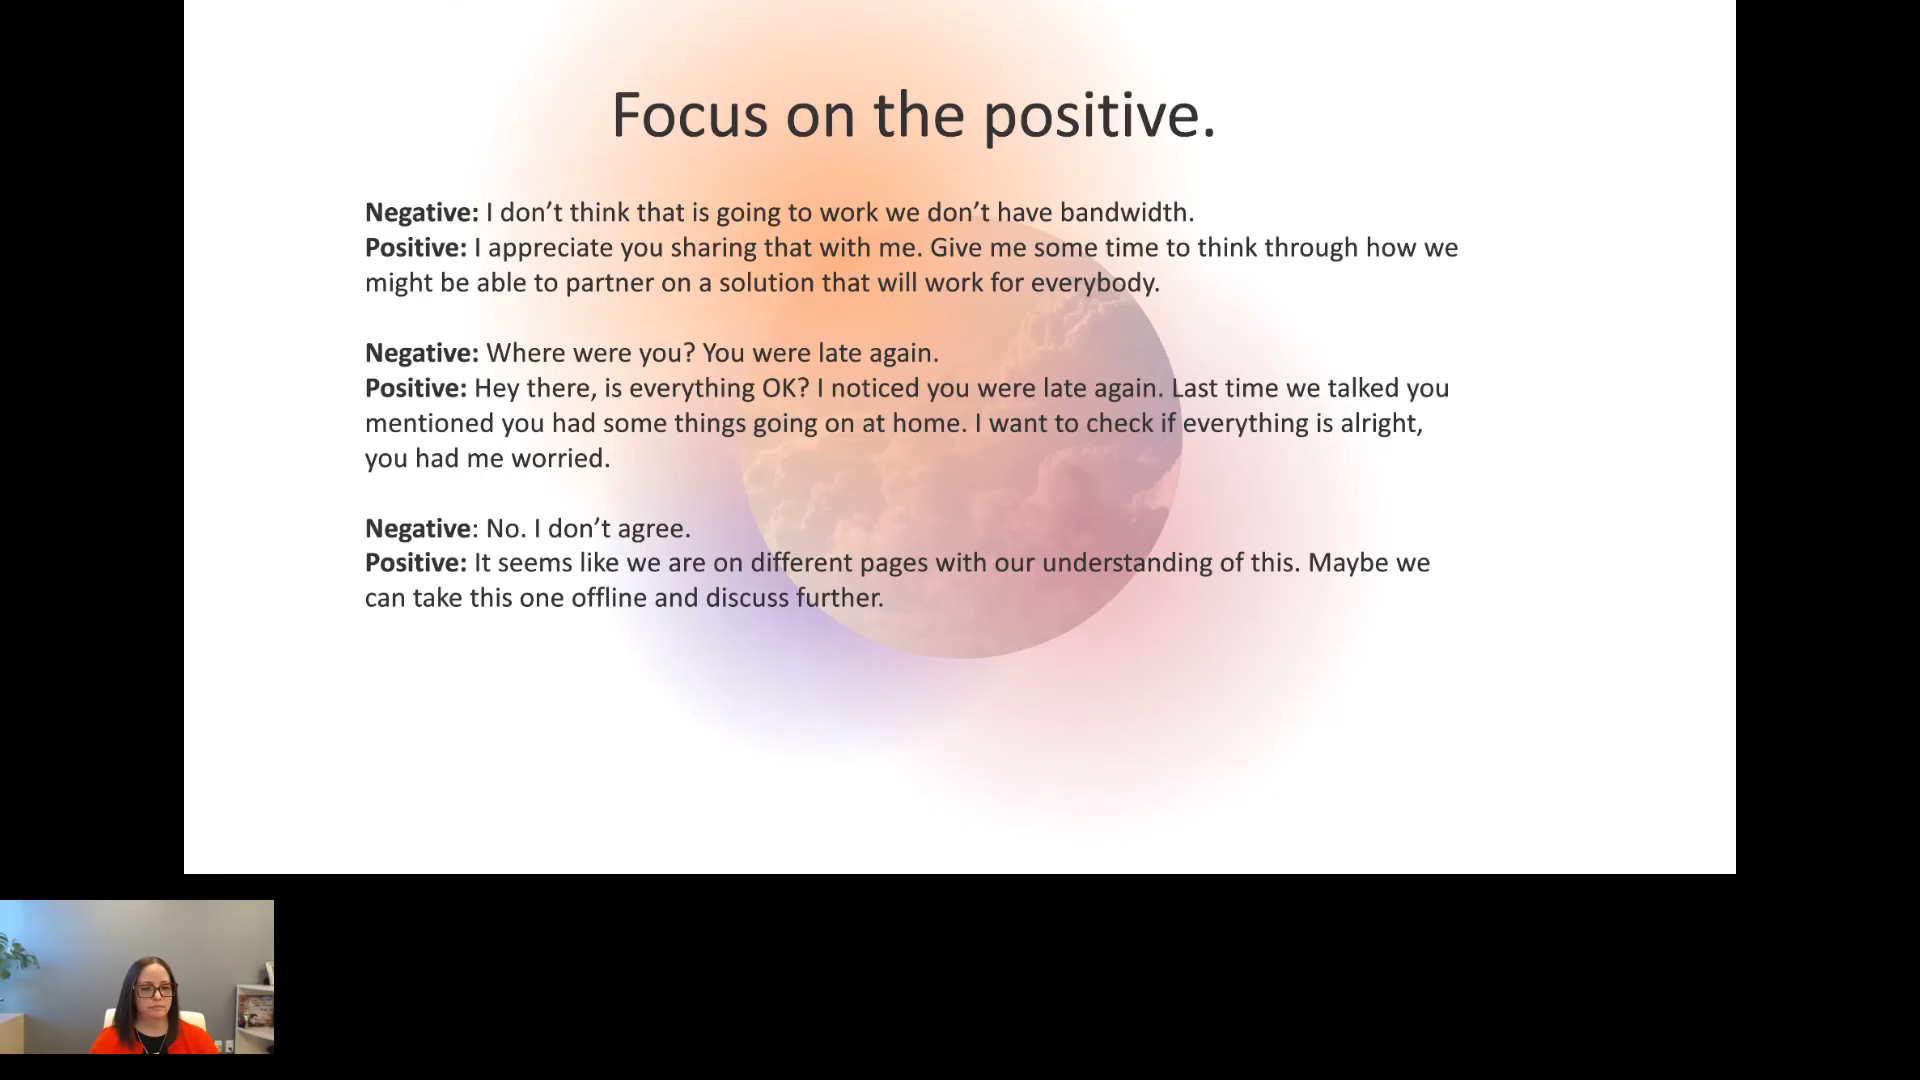 Focus on the positive.
Negative: I don’t think that is going to work we don’t have bandwidth.
Positive: I appreciate you sharing that with me. Give me some time to think through how we
might be able to partner on a solution that will work for everybody.
Negative: Where were you? You were late again.
Positive: Hey there, is everything OK? I noticed you were late again. Last time we talked you
mentioned you had some things going on at home. I want to check if everything is alright,
you had me worried.
Negative: No. I don’t agree.
Positive: It seems like we are on different pages with our understanding of this. Maybe we
can take this one offline and discuss further.